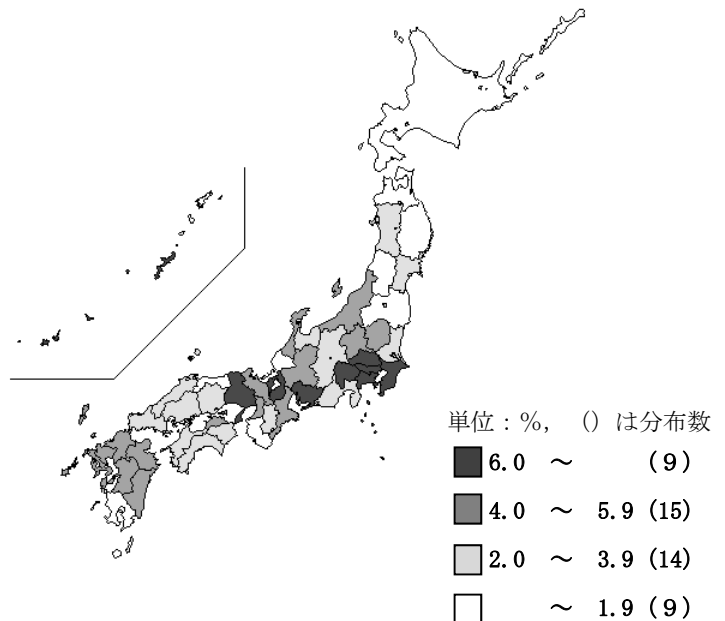 単位：%， () は分布数
6.0 ～ (9)
4.0 ～ 5.9 (15)
2.0 ～ 3.9 (14)
～ 1.9 (9)